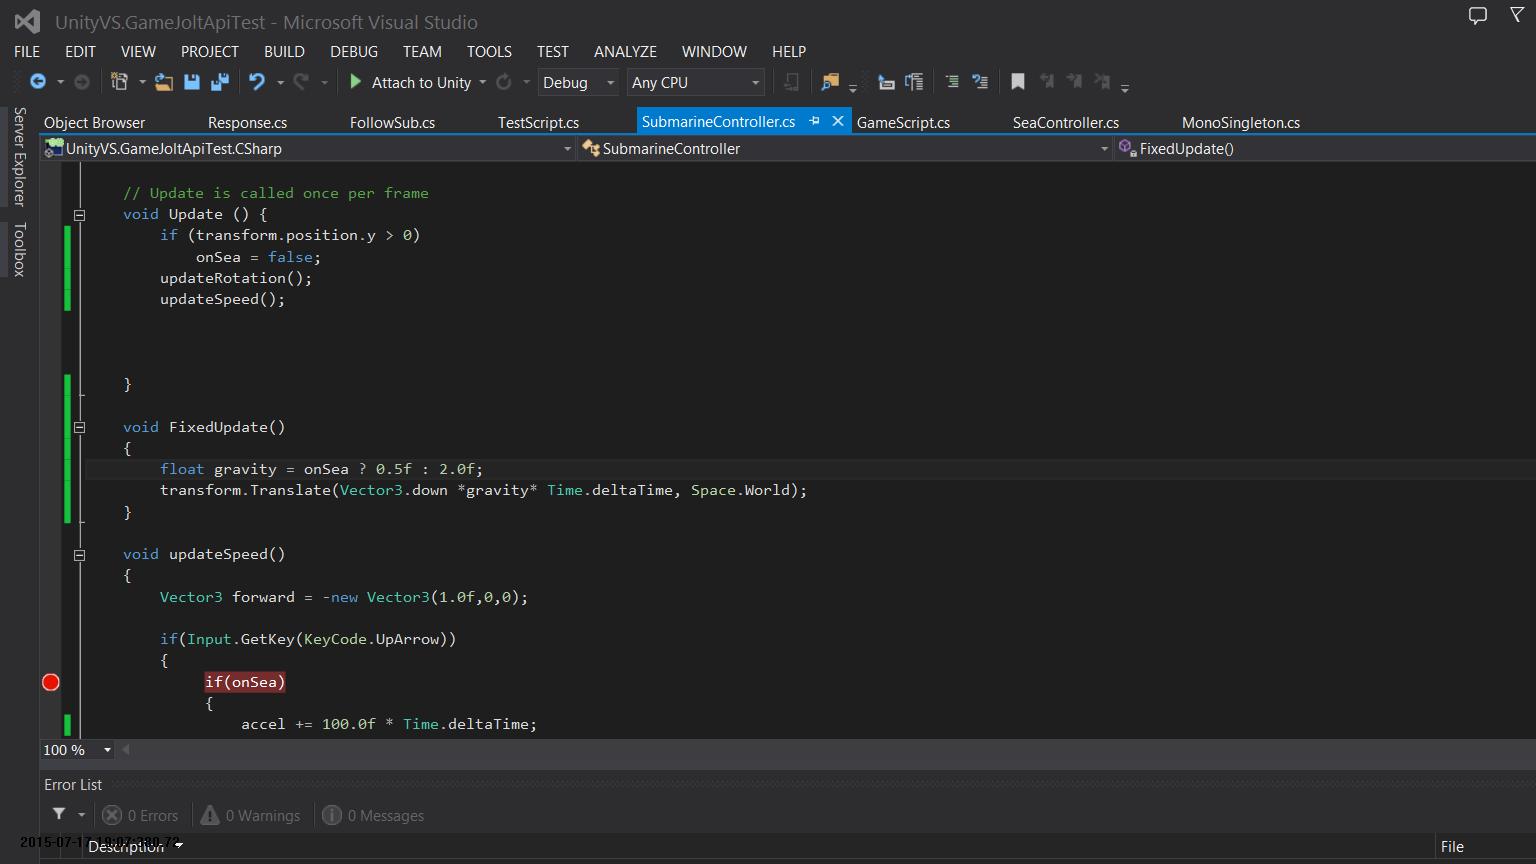 UnityVS.GameJoltApiTest - Microsoft Visual Studio
FILE EDIT VIEW PROJECT BUILD DEBUG TEAM TOOLS TEST ANALYZE WINDOW HELP
Attach to Unity Debug Any CPU
Server Explorer
Toolbox
Object Browser Response.cs FollowSub.cs TestScript.cs SubmarineController.cs GameScript.cs SeaController.cs MonoSingleton.cs
UnityVS.GameJoltApiTest.CSharp SubmarineController FixedUpdate()
// Update is called once per frame
void Update () {
if (transform.position.y > 0)
onSea = false;
updateRotation();
updateSpeed();
}
void FixedUpdate()
{
float gravity = onSea ? 0.5f : 2.0f;
transform.Translate(Vector3.down *gravity* Time.deltaTime, Space.World);
}
void updateSpeed()
{
Vector3 forward = -new Vector3(1.0f,0,0);
if(Input.GetKey(KeyCode.UpArrow))
{
if(onSea)
{
accel += 100.0f * Time.deltaTime;
100 %
Error List
0 Errors 0 Warnings 0 Messages
Description File